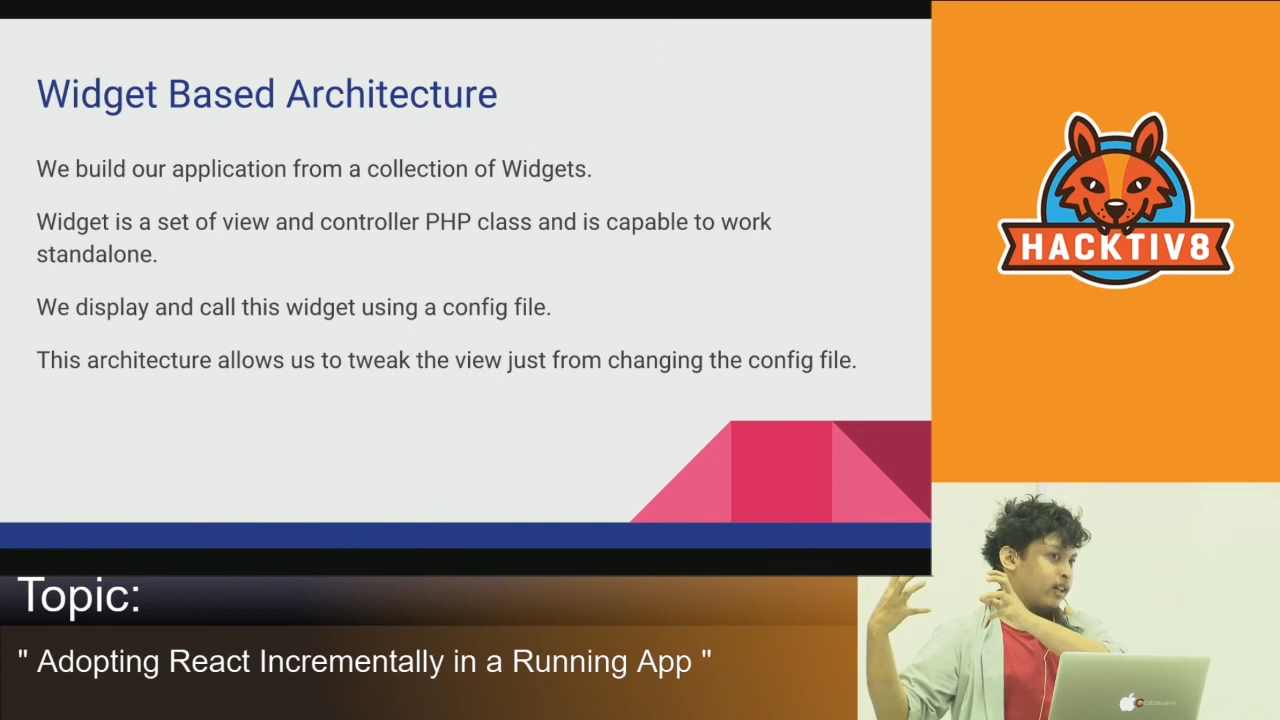 Widget Based Architecture
We build our application from a collection of Widgets.
Widget is a set of view and controller PHP class and is capable to work
standalone.
We display and call this widget using a config file.
This architecture allows us to tweak the view just from changing the config file.
HACKTIV8
Topic:
" Adopting React Incrementally in a Running App "